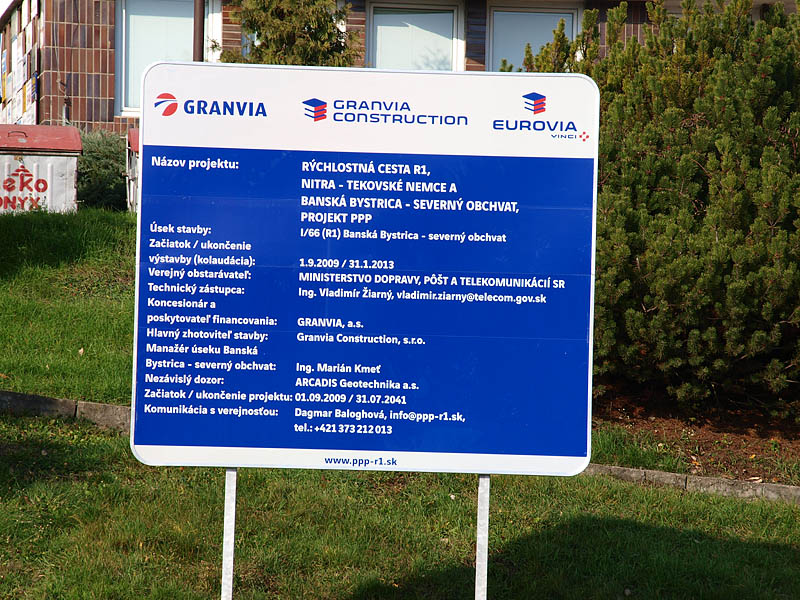 GRANVIA
GRANVIA
CONSTRUCTION
EUROVIA
VINCI
Názov projektu: RÝCHLOSTNÁ CESTA R1,
NITRA - TEKOVSKÉ NEMCE A
BANSKÁ BYSTRICA - SEVERNÝ OBCHVAT,
PROJEKT PPP
Úsek stavby: I/66 (R1) Banská Bystrica - severný obchvat
Začiatok / ukončenie
výstavby (kolaudácia): 1.9.2009 / 31.1.2013
Verejný obstarávateľ: MINISTERSTVO DOPRAVY, PÔŠT A TELEKOMUNIKÁCIÍ SR
Technický zástupca: Ing. Vladimír Žiarný, vladimir.ziarny@telecom.gov.sk
Koncesionár a
poskytovateľ financovania: GRANVIA, a.s.
Hlavný zhotoviteľ stavby: Granvia Construction, s.r.o.
Manažér úseku Banská
Bystrica - severný obchvat: Ing. Marián Kmeť
Nezávislý dozor: ARCADIS Geotechnika a.s.
Začiatok / ukončenie projektu: 01.09.2009 / 31.07.2041
Komunikácia s verejnosťou: Dagmar Baloghová, info@ppp-r1.sk,
tel.: +421 373 212 013
www.ppp-r1.sk
eko
ONYX